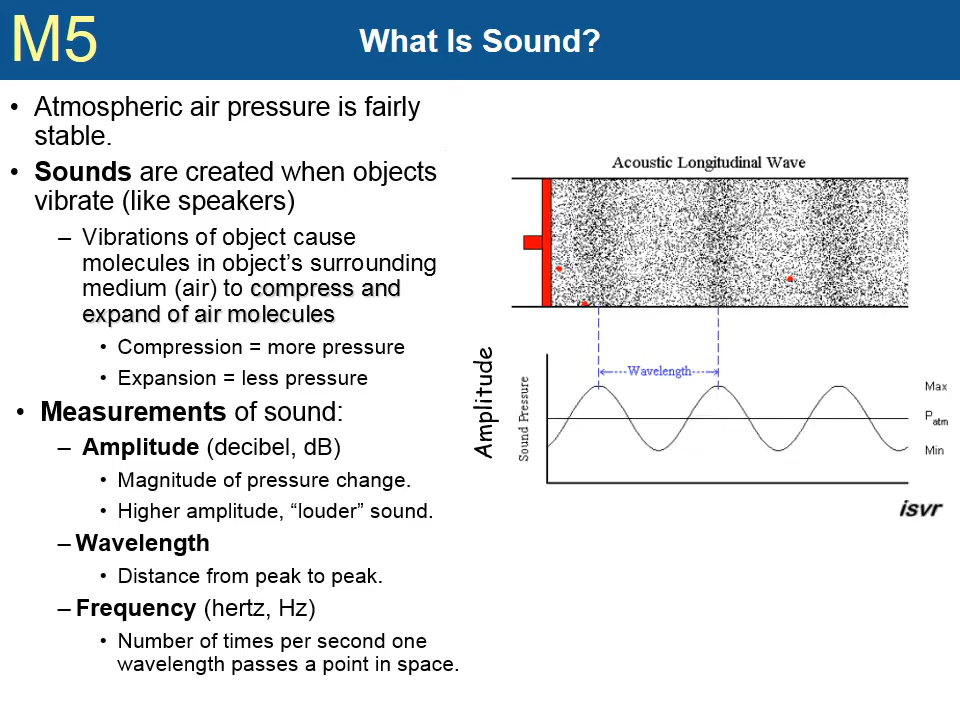 M5
What Is Sound?
• Atmospheric air pressure is fairly
stable.
• Sounds are created when objects
vibrate (like speakers)
– Vibrations of object cause
molecules in object's surrounding
medium (air) to compress and
expand of air molecules
• Compression = more pressure
• Expansion = less pressure
• Measurements of sound:
– Amplitude (decibel, dB)
• Magnitude of pressure change.
• Higher amplitude, “louder” sound.
– Wavelength
• Distance from peak to peak.
– Frequency (hertz, Hz)
• Number of times per second one
wavelength passes a point in space.
Acoustic Longitudinal Wave
Wavelength
Amplitude
Sound Pressure
Max
Patm
Min
isvr